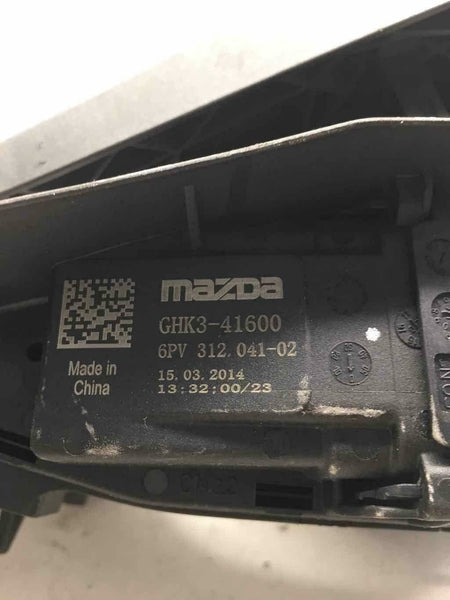 mazda
GHK3-41600
6PV 312.041-02
15.03.2014
13:32:00/23
Made in
China